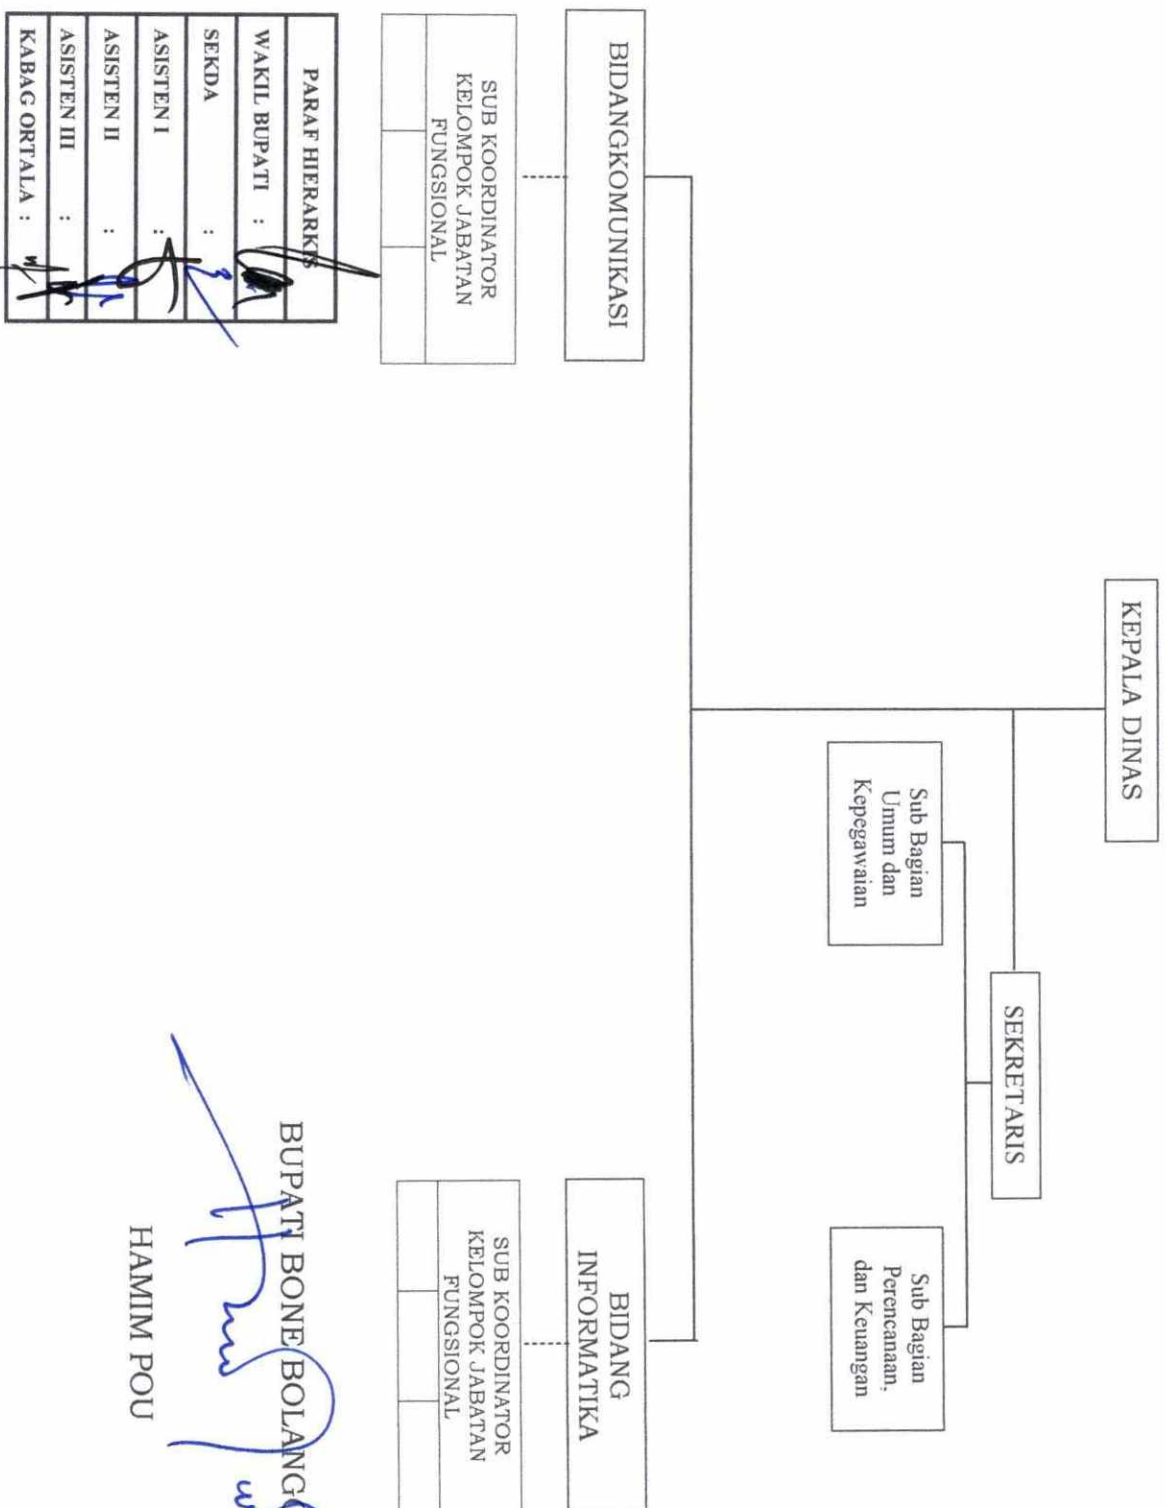 KEPALA DINAS
SEKRETARIS
Sub Bagian
Umum dan
Kepegawaian
Sub Bagian
Perencanaan,
dan Keuangan
BIDANGKOMUNIKASI
BIDANG
INFORMATIKA
SUB KOORDINATOR
KELOMPOK JABATAN
FUNGSIONAL
SUB KOORDINATOR
KELOMPOK JABATAN
FUNGSIONAL
PARAF HIERARKIS
WAKIL BUPATI :
SEKDA :
ASISTEN I :
ASISTEN II :
ASISTEN III :
KABAG ORTALA :
BUPATI BONE BOLANG
HAMIM POU